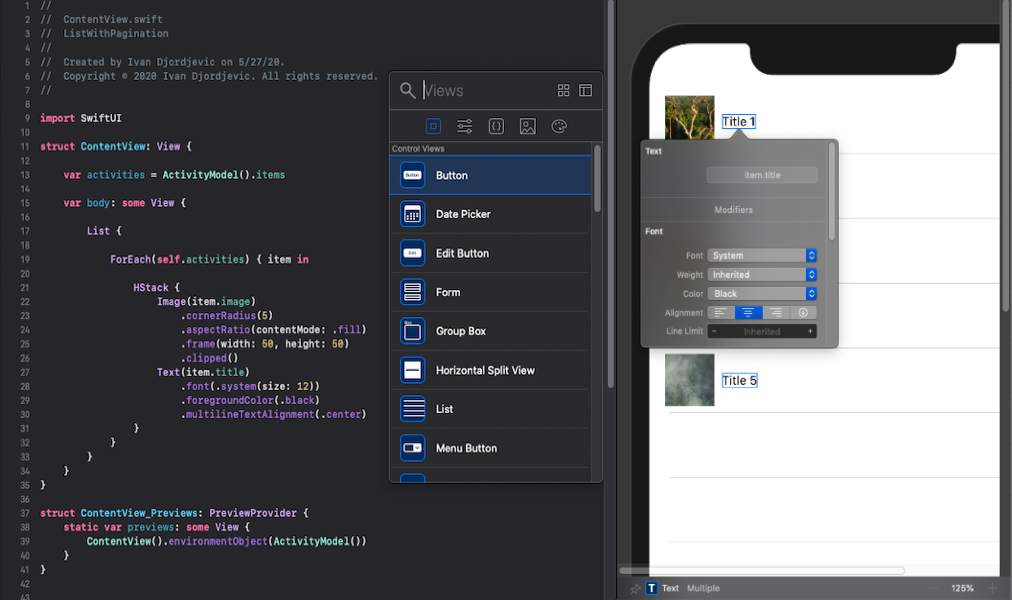 1 //
2 // ContentView.swift
3 // ListWithPagination
4 //
5 // Created by Ivan Djordjevic on 5/27/20.
6 // Copyright © 2020 Ivan Djordjevic. All rights reserved.
7 //
8
9 import SwiftUI
10
11 struct ContentView: View {
12
13 var activities = ActivityModel().items
14
15 var body: some View {
16
17 List {
18
19 ForEach(self.activities) { item in
20
21 HStack {
22 Image(item.image)
23 .cornerRadius(5)
24 .aspectRatio(contentMode: .fill)
25 .frame(width: 50, height: 50)
26 .clipped()
27 Text(item.title)
28 .font(.system(size: 12))
29 .foregroundColor(.black)
30 .multilineTextAlignment(.center)
31 }
32 }
33 }
34 }
35 }
36
37 struct ContentView_Previews: PreviewProvider {
38 static var previews: some View {
39 ContentView().environmentObject(ActivityModel())
40 }
41 }
42
43
Views
Control Views
Button Button
Date Picker
Edit Edit Button
Form
Box Group Box
Horizontal Split View
List
Menu Button
Title 1
Text
item.title
Modifiers
Font
Font System
Weight Inherited
Color Black
Alignment
Line Limit - Inherited +
Title 5
T Text Multiple
- 125% +